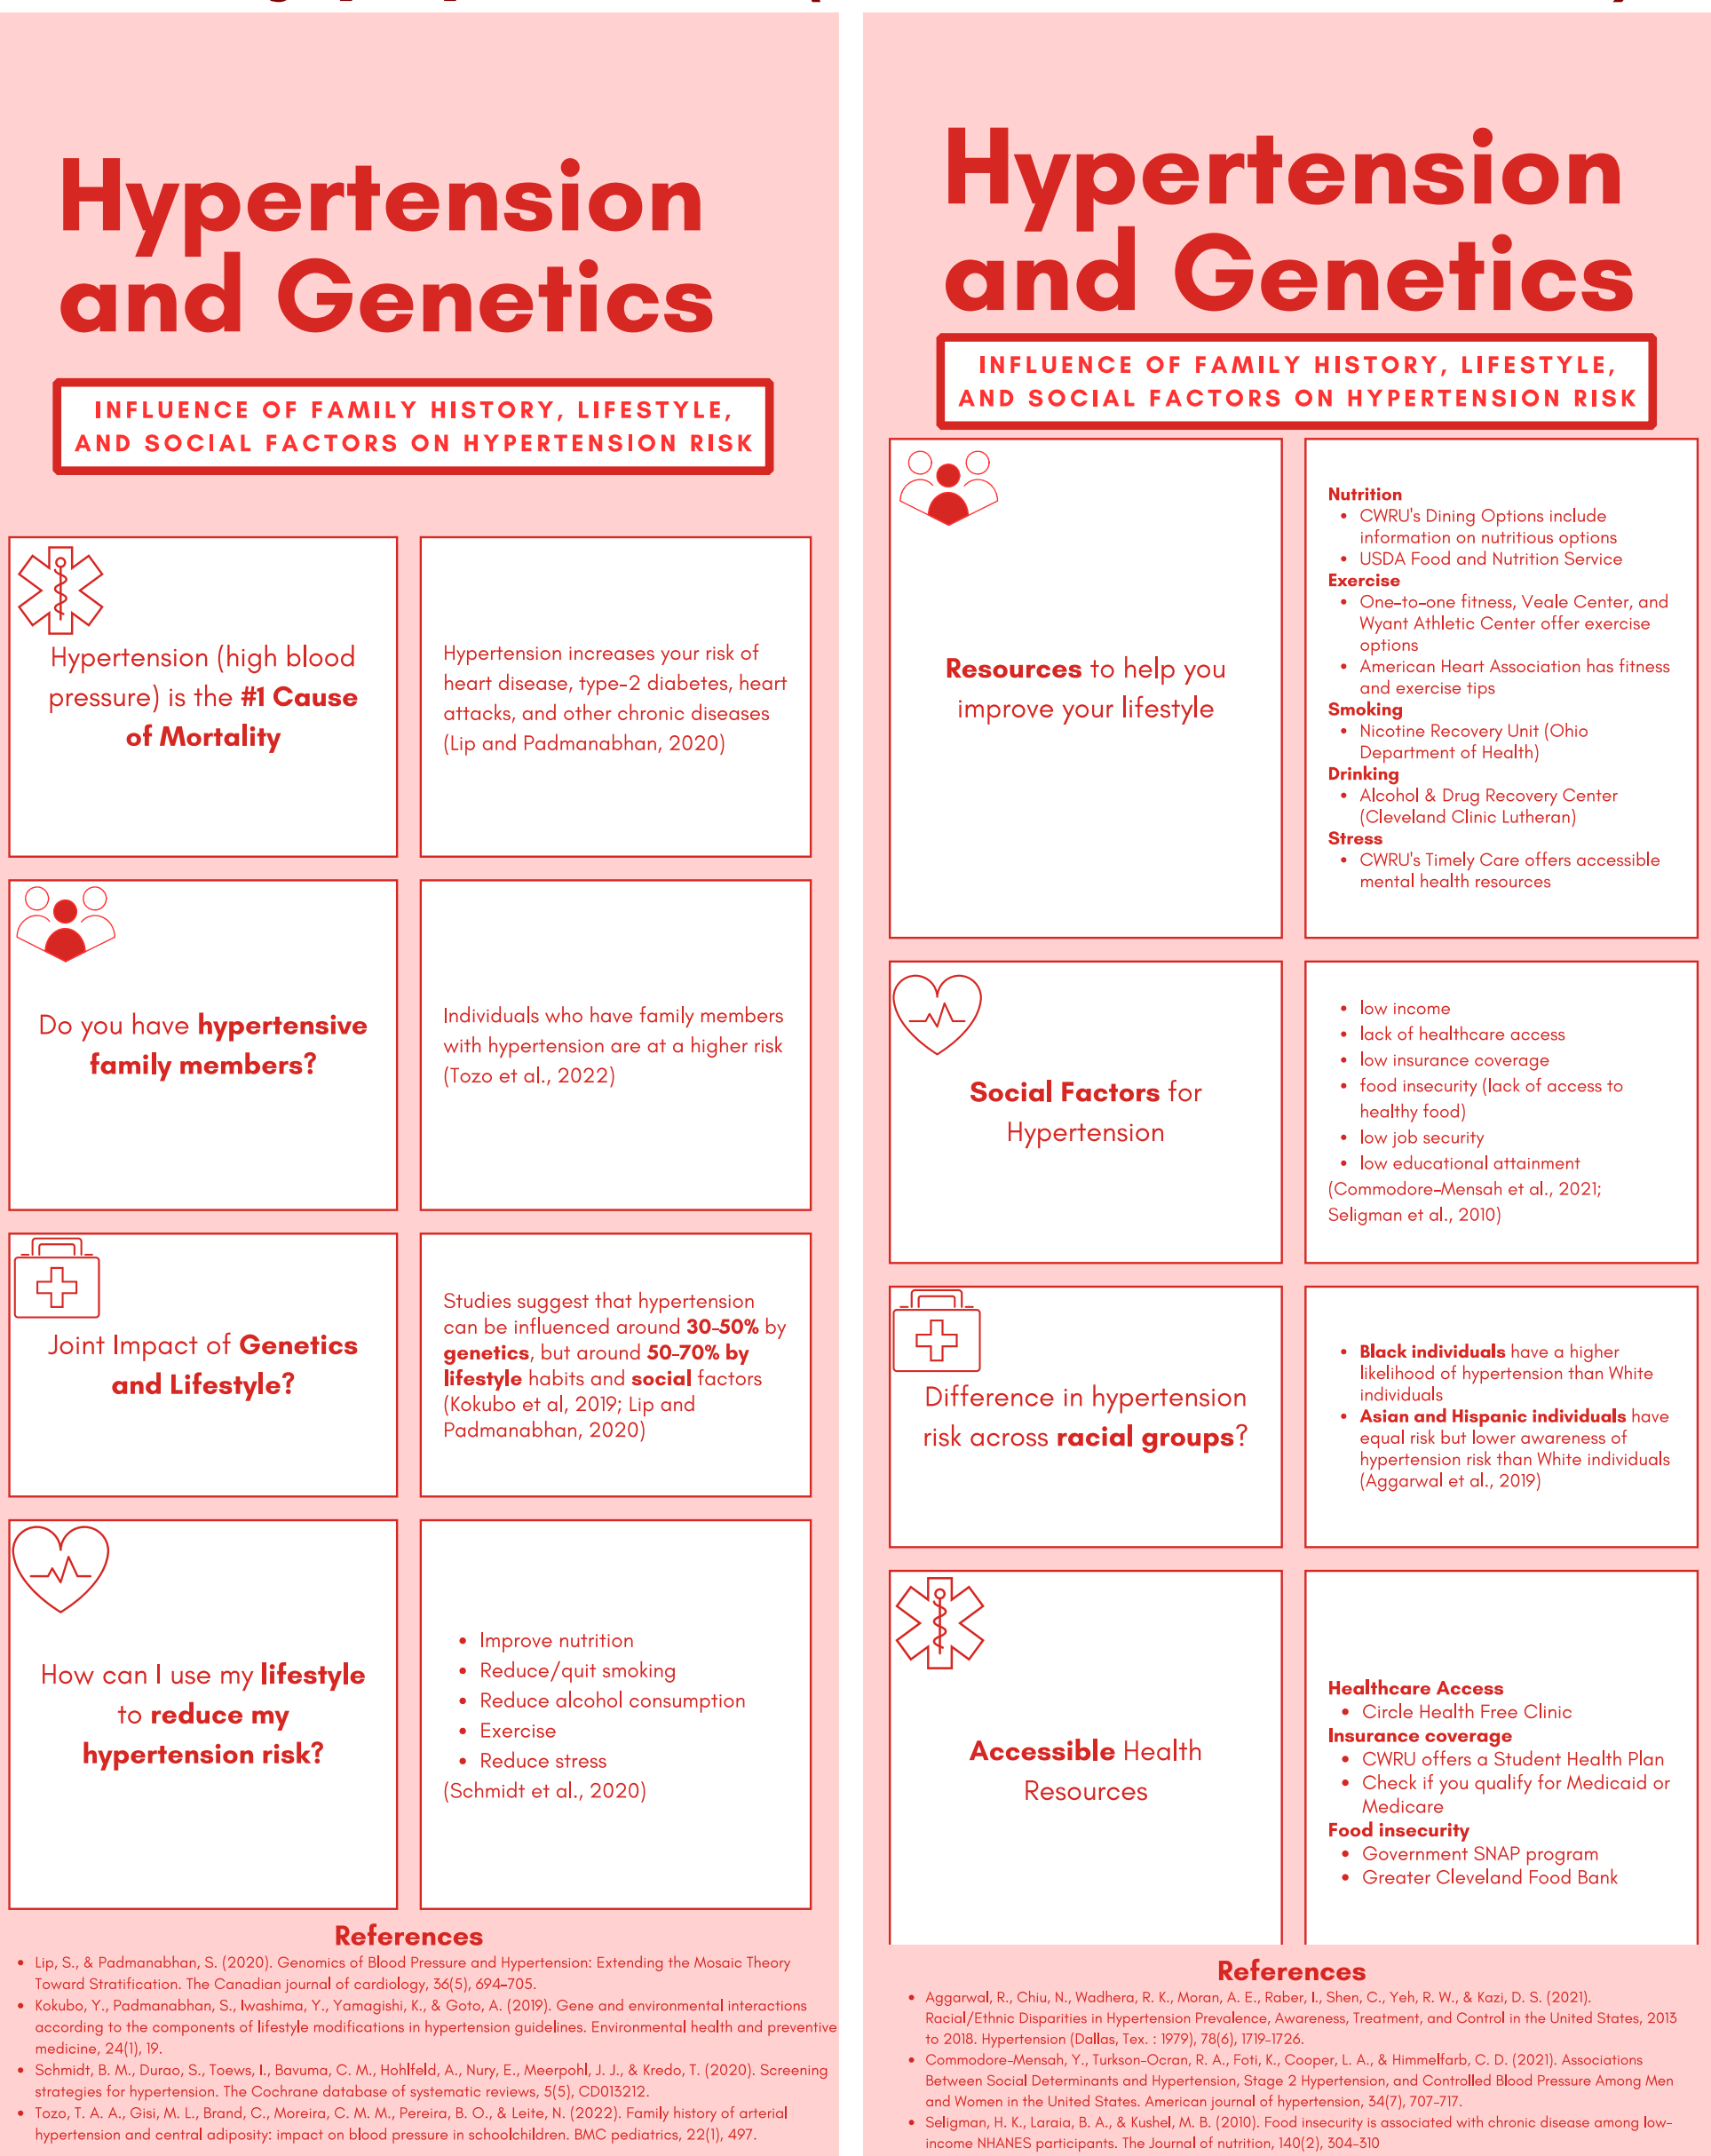 Hypertension
and Genetics
INFLUENCE OF FAMILY HISTORY, LIFESTYLE,
AND SOCIAL FACTORS ON HYPERTENSION RISK
Hypertension (high blood
pressure) is the #1 Cause
of Mortality
Hypertension increases your risk of
heart disease, type-2 diabetes, heart
attacks, and other chronic diseases
(Lip and Padmanabhan, 2020)
Do you have hypertensive
family members?
Individuals who have family members
with hypertension are at a higher risk
(Tozo et al., 2022)
Joint Impact of Genetics
and Lifestyle?
Studies suggest that hypertension
can be influenced around 30-50% by
genetics, but around 50-70% by
lifestyle habits and social factors
(Kokubo et al, 2019; Lip and
Padmanabhan, 2020)
How can I use my lifestyle
to reduce my
hypertension risk?
• Improve nutrition
• Reduce/quit smoking
• Reduce alcohol consumption
• Exercise
• Reduce stress
(Schmidt et al., 2020)
References
• Lip, S., & Padmanabhan, S. (2020). Genomics of Blood Pressure and Hypertension: Extending the Mosaic Theory
Toward Stratification. The Canadian journal of cardiology, 36(5), 694-705.
• Kokubo, Y., Padmanabhan, S., Iwashima, Y., Yamagishi, K., & Goto, A. (2019). Gene and environmental interactions
according to the components of lifestyle modifications in hypertension guidelines. Environmental health and preventive
medicine, 24(1), 19.
• Schmidt, B. M., Durao, S., Toews, I., Bavuma, C. M., Hohlfeld, A., Nury, E., Meerpohl, J. J., & Kredo, T. (2020). Screening
strategies for hypertension. The Cochrane database of systematic reviews, 5(5), CD013212.
• Tozo, T. A. A., Gisi, M. L., Brand, C., Moreira, C. M. M., Pereira, B. O., & Leite, N. (2022). Family history of arterial
hypertension and central adiposity: impact on blood pressure in schoolchildren. BMC pediatrics, 22(1), 497.
Hypertension
and Genetics
INFLUENCE OF FAMILY HISTORY, LIFESTYLE,
AND SOCIAL FACTORS ON HYPERTENSION RISK
Resources to help you
improve your lifestyle
Nutrition
• CWRU's Dining Options include
information on nutritious options
• USDA Food and Nutrition Service
Exercise
• One-to-one fitness, Veale Center, and
Wyant Athletic Center offer exercise
options
• American Heart Association has fitness
and exercise tips
Smoking
• Nicotine Recovery Unit (Ohio
Department of Health)
Drinking
• Alcohol & Drug Recovery Center
(Cleveland Clinic Lutheran)
Stress
• CWRU's Timely Care offers accessible
mental health resources
Social Factors for
Hypertension
• low income
• lack of healthcare access
• low insurance coverage
• food insecurity (lack of access to
healthy food)
• low job security
• low educational attainment
(Commodore-Mensah et al., 2021;
Seligman et al., 2010)
Difference in hypertension
risk across racial groups?
• Black individuals have a higher
likelihood of hypertension than White
individuals
• Asian and Hispanic individuals have
equal risk but lower awareness of
hypertension risk than White individuals
(Aggarwal et al., 2019)
Accessible Health
Resources
Healthcare Access
• Circle Health Free Clinic
Insurance coverage
• CWRU offers a Student Health Plan
• Check if you qualify for Medicaid or
Medicare
Food insecurity
• Government SNAP program
• Greater Cleveland Food Bank
References
• Aggarwal, R., Chiu, N., Wadhera, R. K., Moran, A. E., Raber, I., Shen, C., Yeh, R. W., & Kazi, D. S. (2021).
Racial/Ethnic Disparities in Hypertension Prevalence, Awareness, Treatment, and Control in the United States, 2013
to 2018. Hypertension (Dallas, Tex. : 1979), 78(6), 1719-1726.
• Commodore-Mensah, Y., Turkson-Ocran, R. A., Foti, K., Cooper, L. A., & Himmelfarb, C. D. (2021). Associations
Between Social Determinants and Hypertension, Stage 2 Hypertension, and Controlled Blood Pressure Among Men
and Women in the United States. American journal of hypertension, 34(7), 707-717.
• Seligman, H. K., Laraia, B. A., & Kushel, M. B. (2010). Food insecurity is associated with chronic disease among low-
income NHANES participants. The Journal of nutrition, 140(2), 304-310